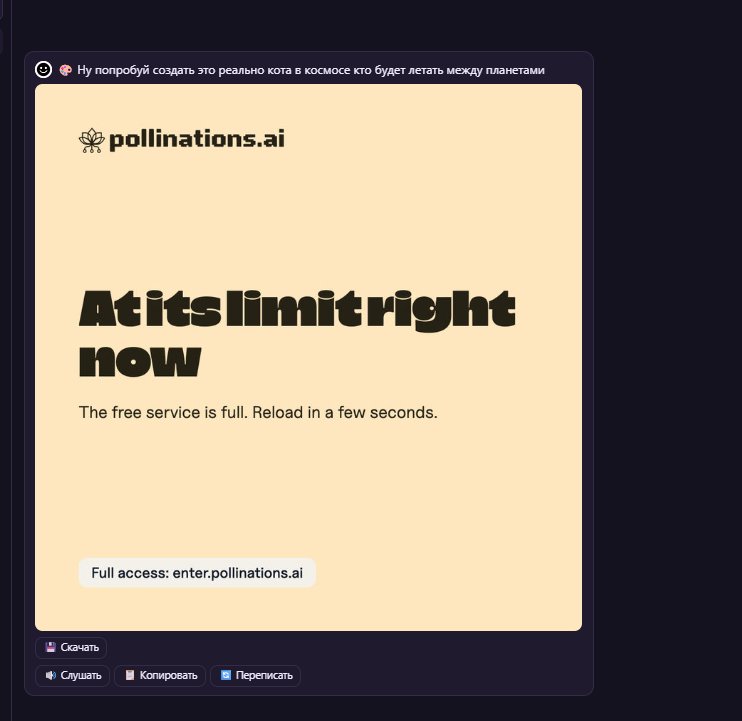 Ну попробуй создать это реально кота в космосе кто будет летать между планетами
pollinations.ai
At its limit right
now
The free service is full. Reload in a few seconds.
Full access: enter.pollinations.ai
Скачать
Слушать
Копировать
Переписать